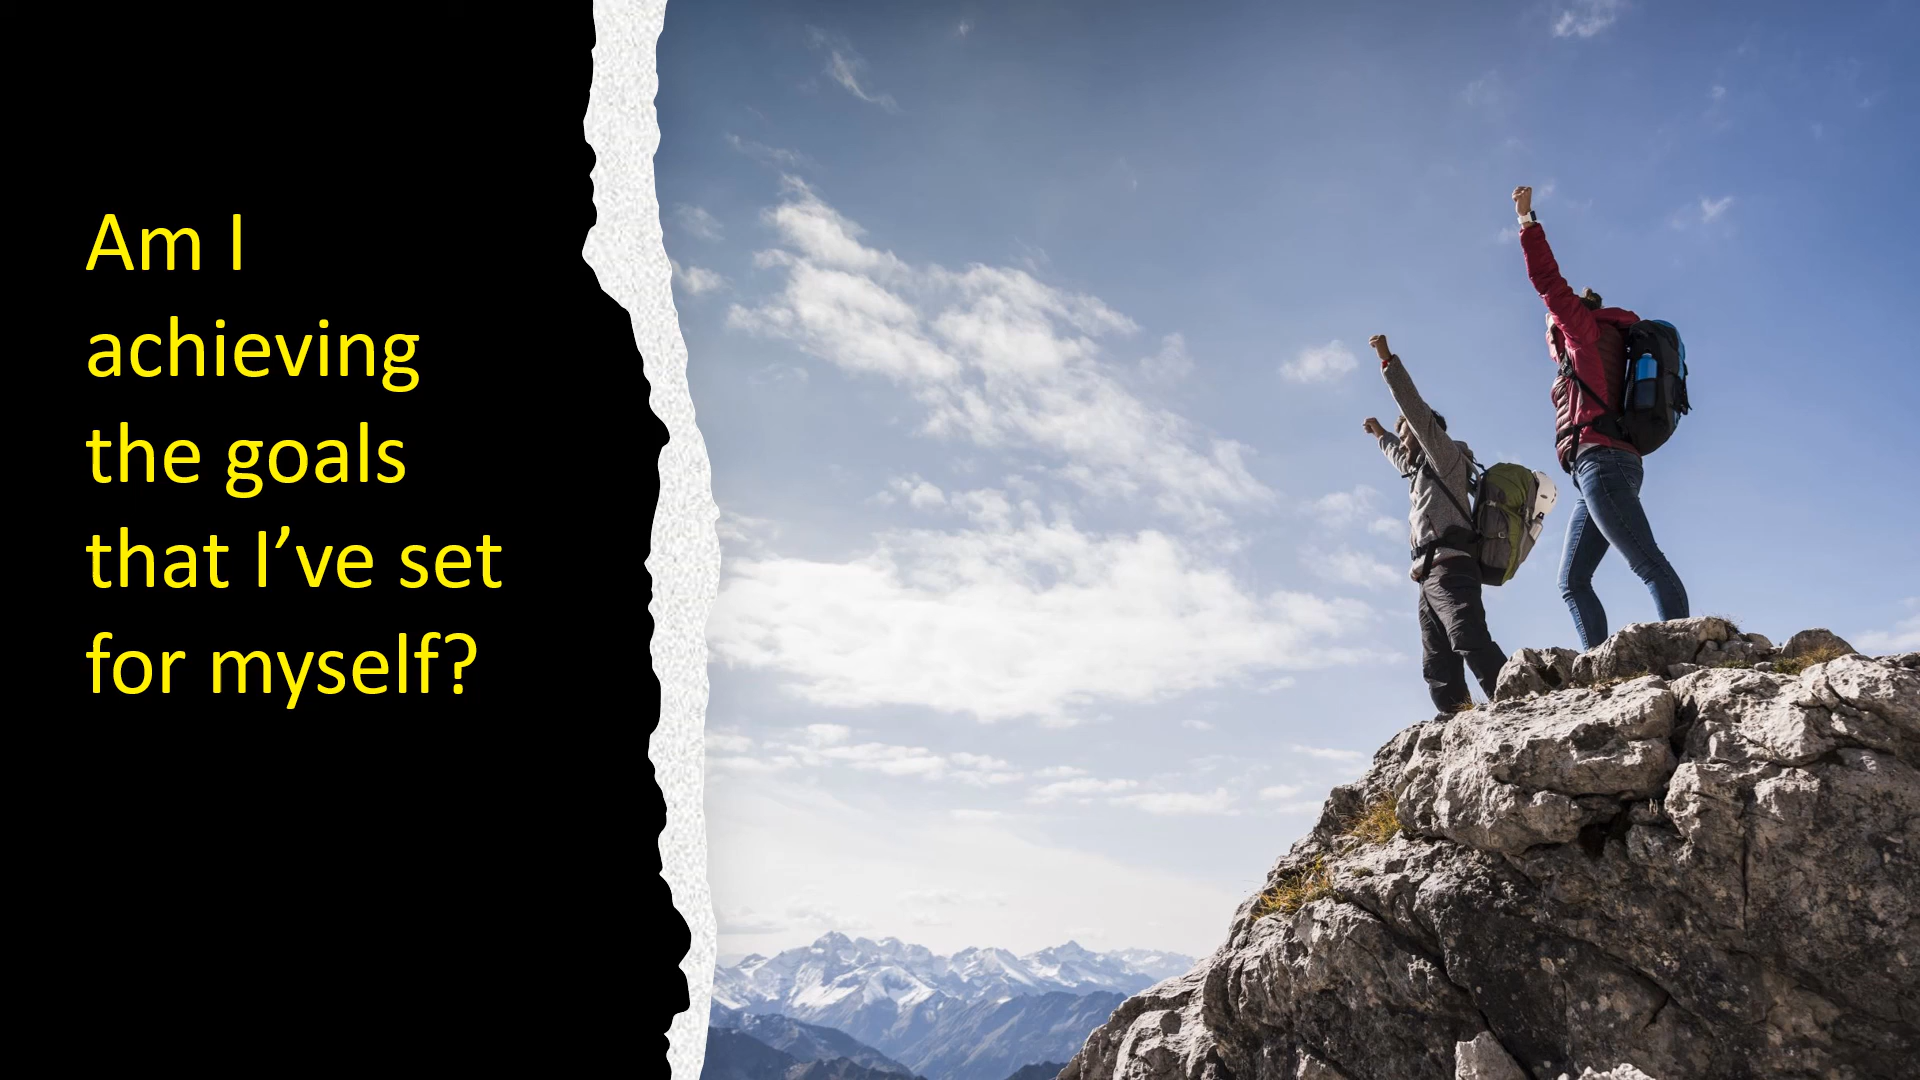 Am I
achieving
the goals
that I’ve set
for myself?